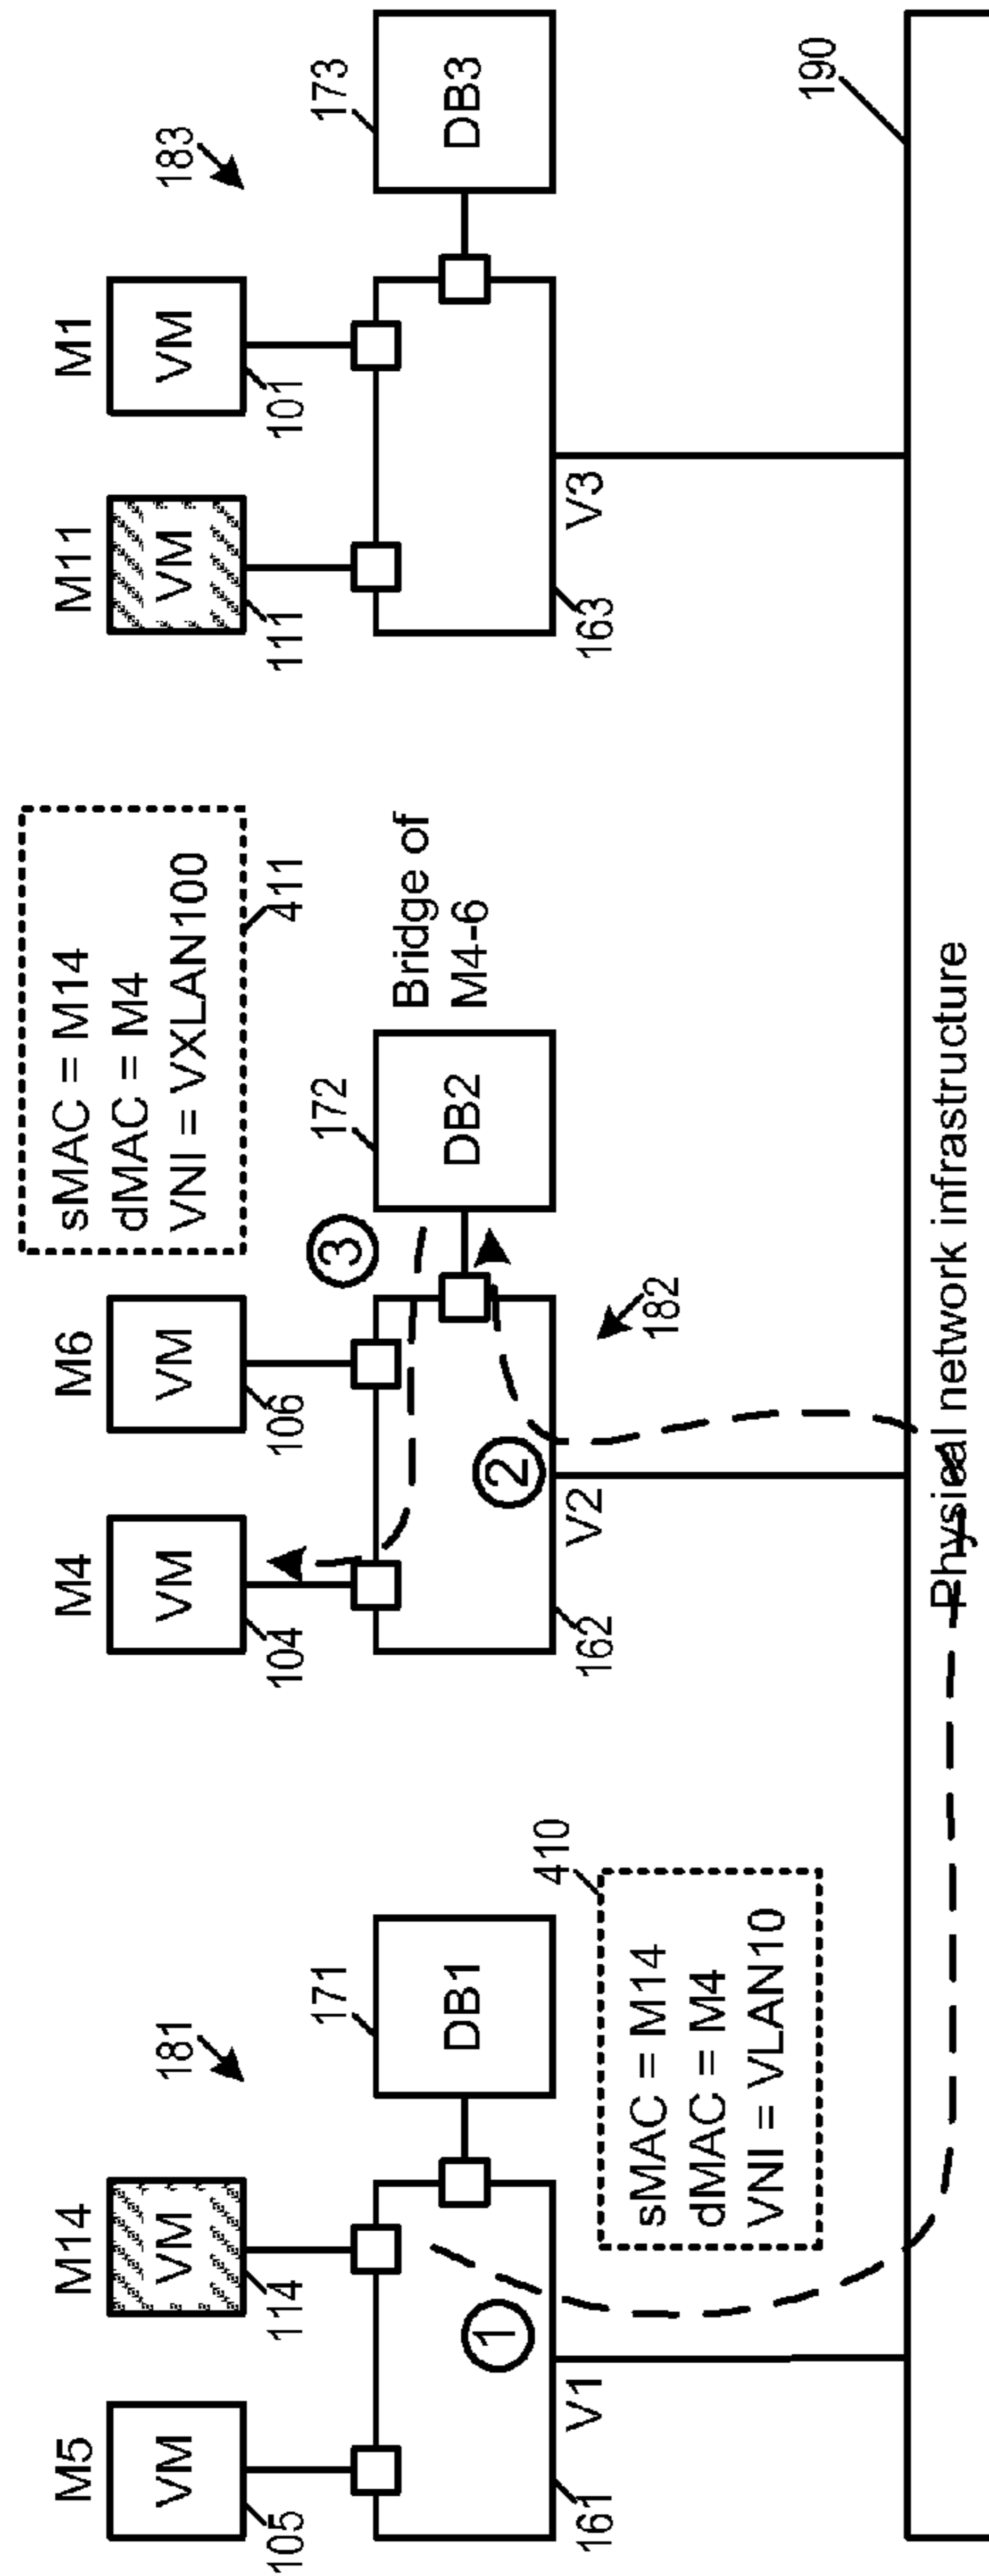 M5
VM
105
M14
VM
114
181
161
V1
1
DB1
171
410
sMAC = M14
dMAC = M4
VNI = VLAN10
M4
VM
104
M6
VM
106
sMAC = M14
dMAC = M4
VNI = VXLAN100
411
162
V2
2
3
DB2
172
Bridge of
M4-6
182
M11
VM
111
M1
VM
101
183
163
V3
DB3
173
190
Physical network infrastructure